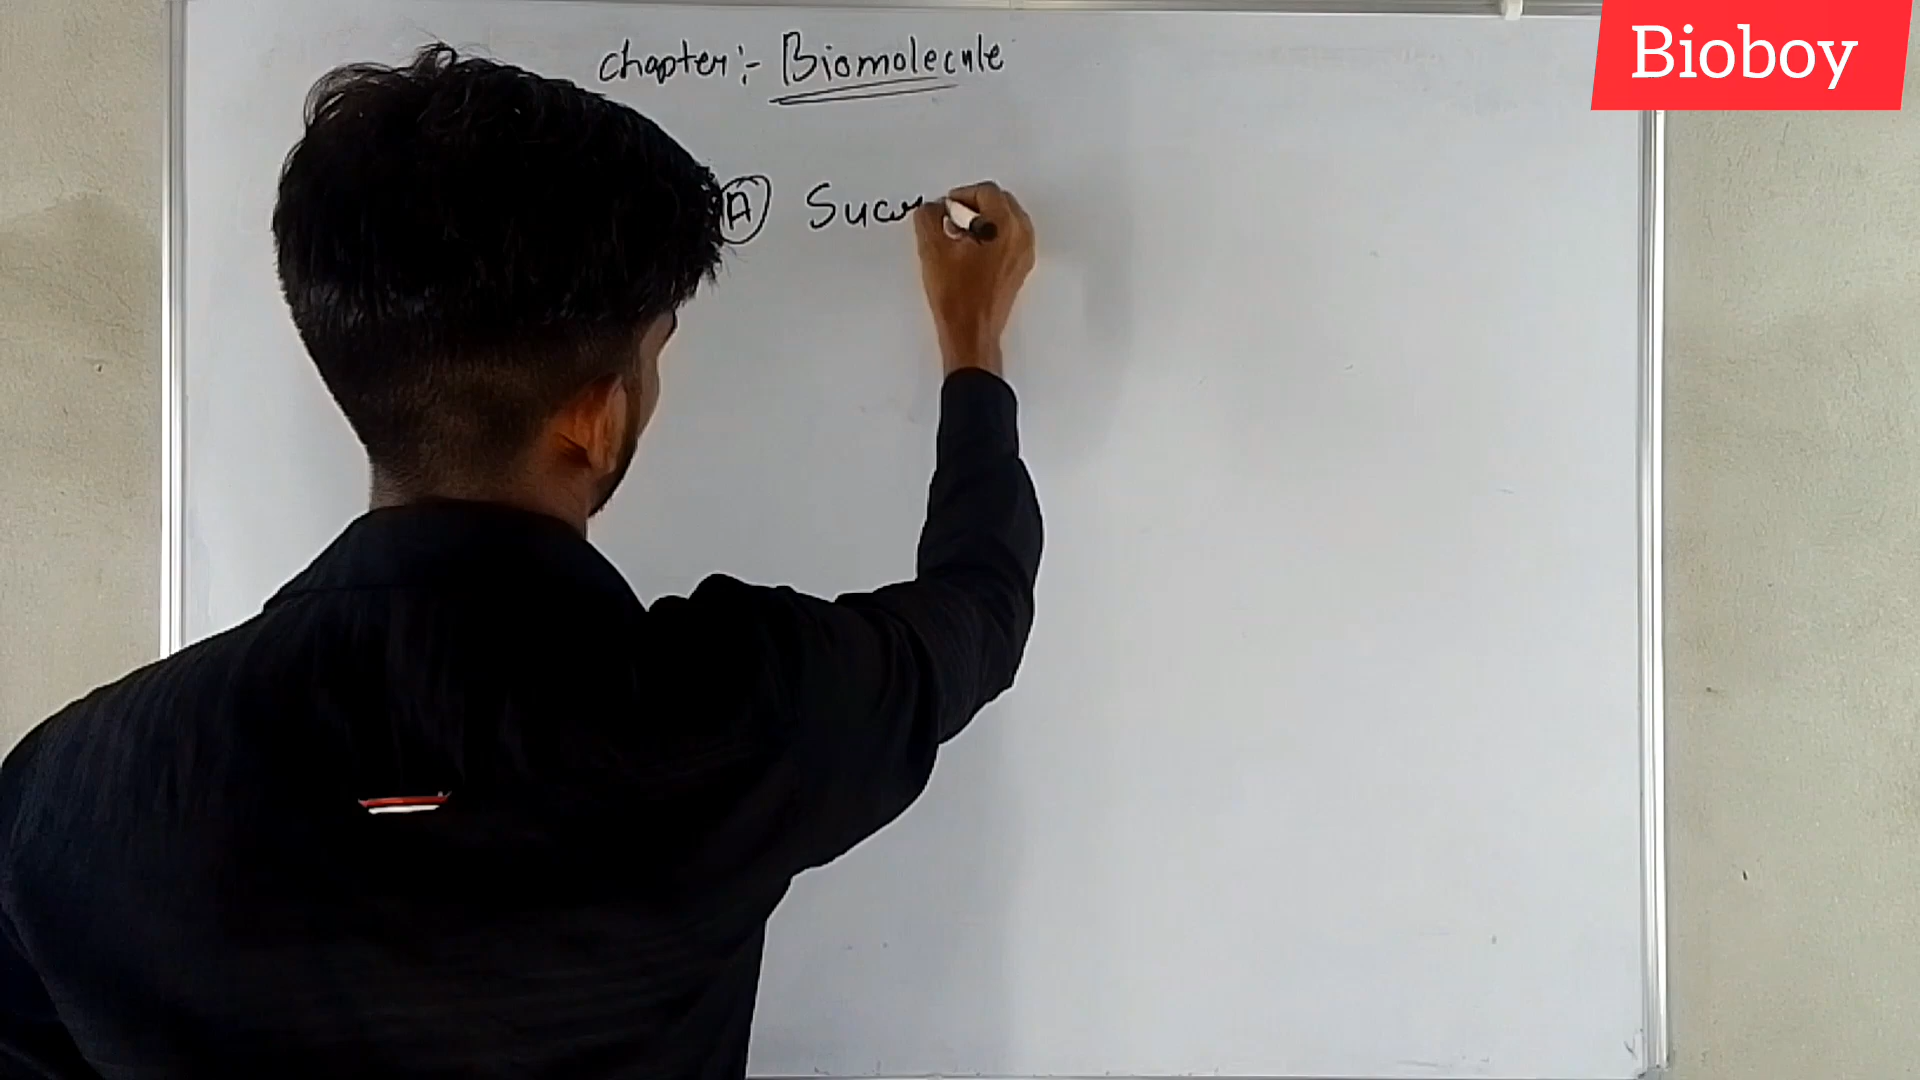 Bioboy
Chapter :- Biomolecule
A Sucr